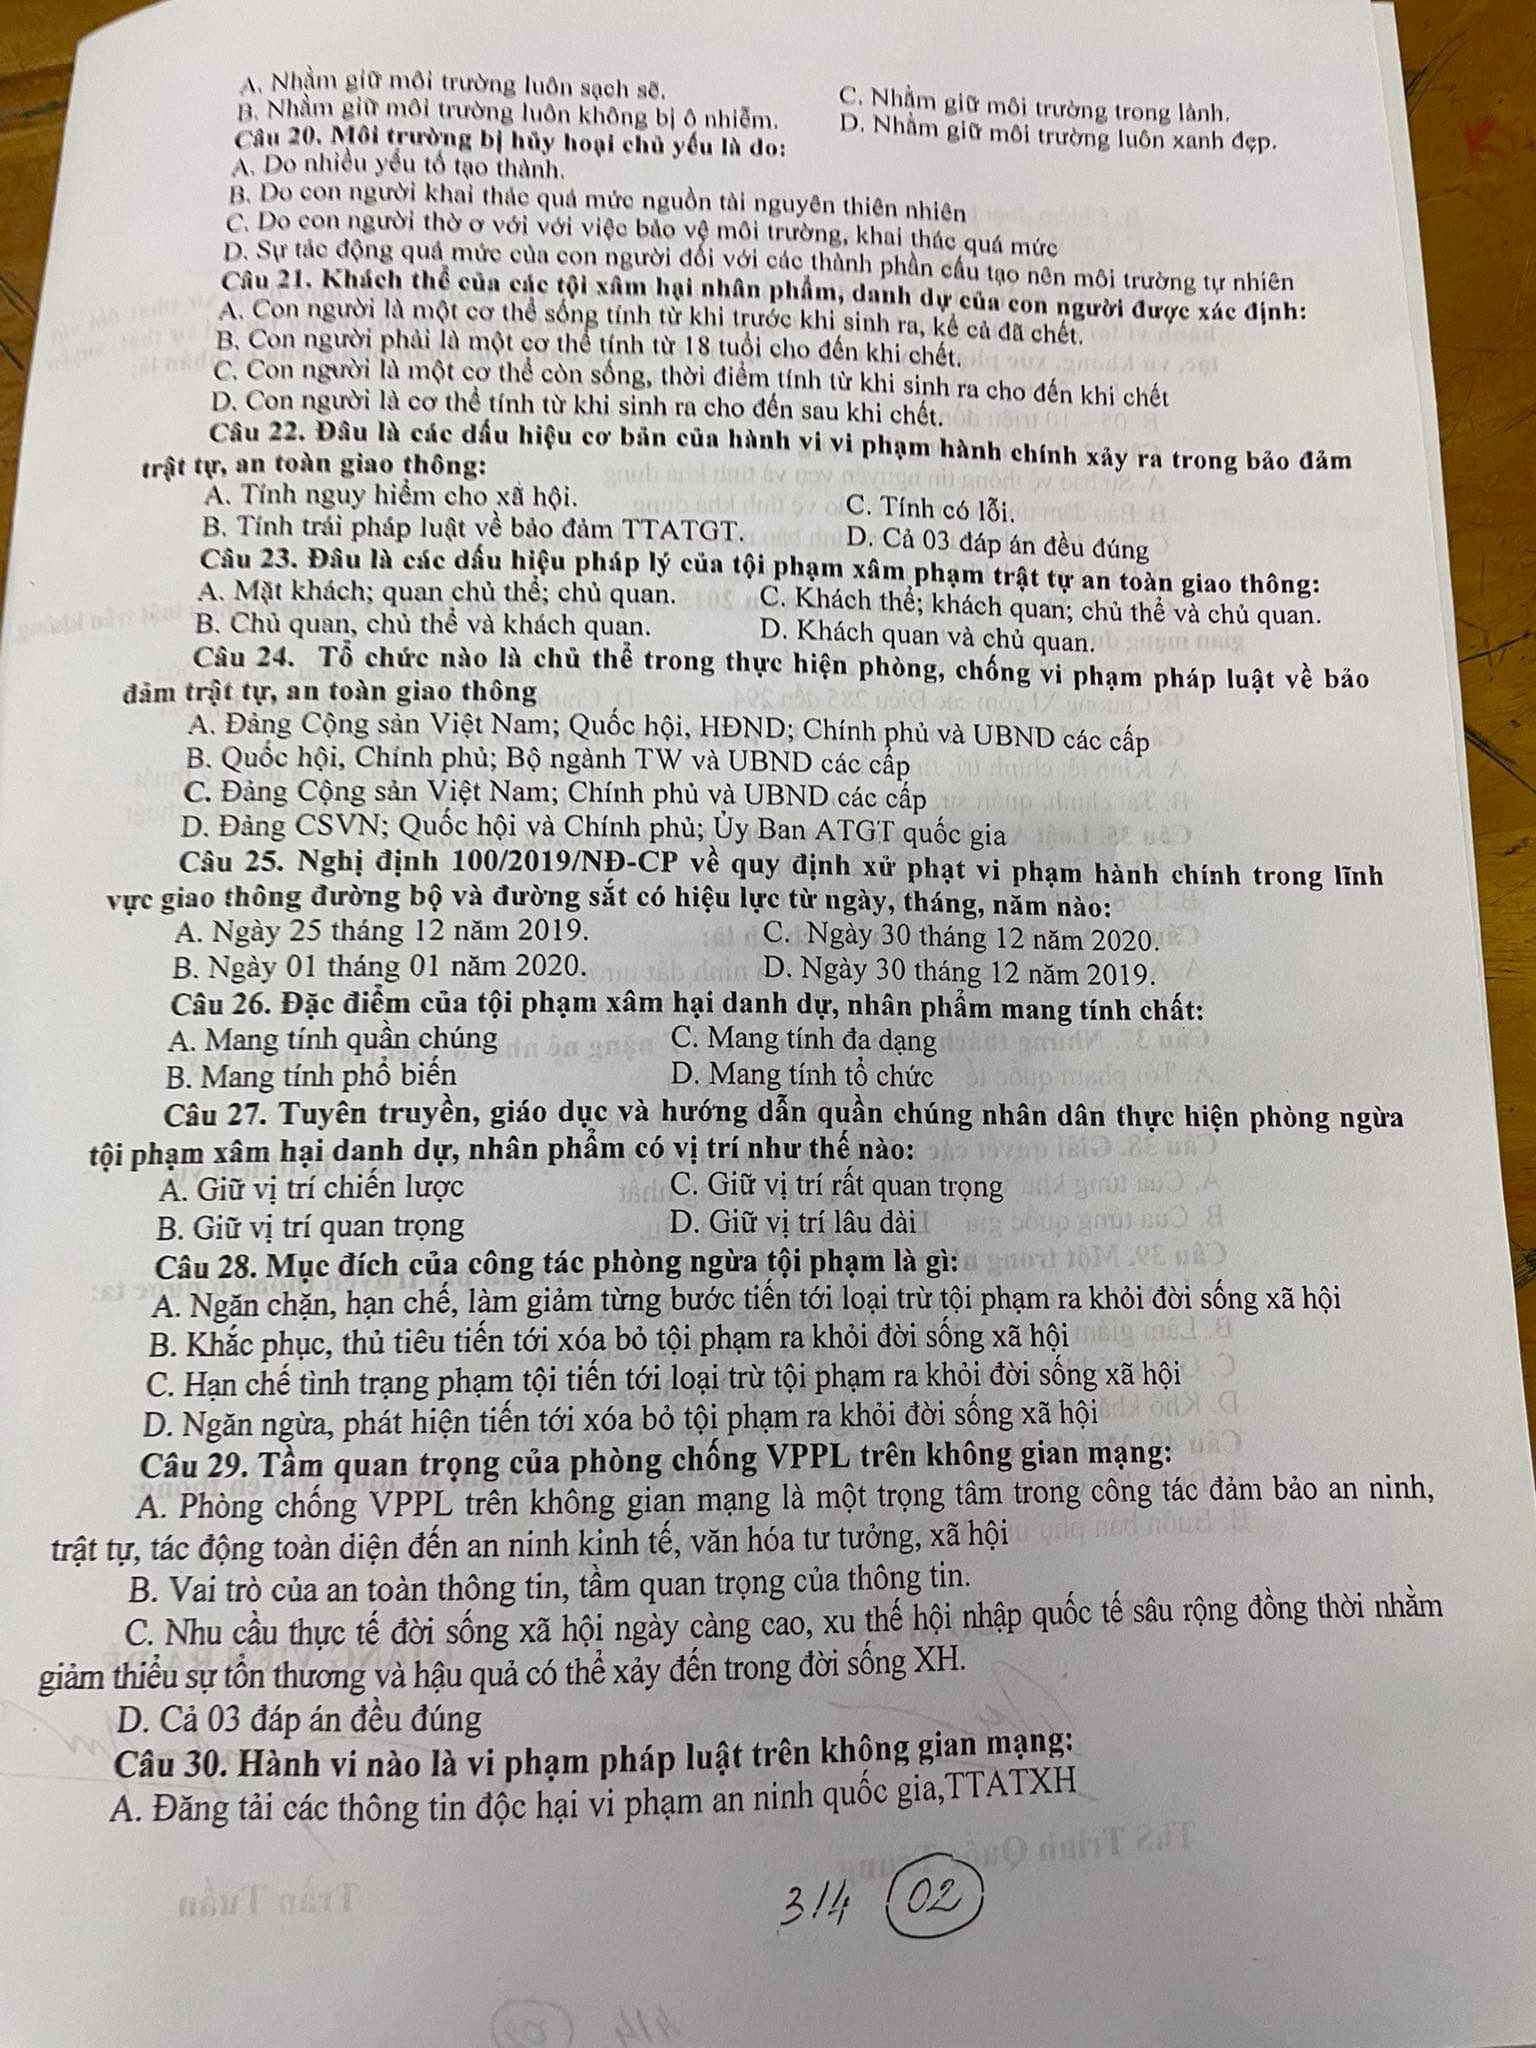 A. Nhằm giữ môi trường luôn sạch sẽ.
C. Nhằm giữ môi trường trong lành.
B. Nhằm giữ môi trường luôn không bị ô nhiễm.
D. Nhằm giữ môi trường luôn xanh đẹp.
Câu 20. Môi trường bị hủy hoại chủ yếu là do:
A. Do nhiều yếu tố tạo thành.
B. Do con người khai thác quá mức nguồn tài nguyên thiên nhiên
C. Do con người thờ ơ với với việc bảo vệ môi trường, khai thác quá mức
D. Sự tác động quá mức của con người đối với các thành phần cấu tạo nên môi trường tự nhiên
Câu 21. Khách thể của các tội xâm hại nhân phẩm, danh dự của con người được xác định:
A. Con người là một cơ thể sống tính từ khi trước khi sinh ra, kể cả đã chết.
B. Con người phải là một cơ thể tính từ 18 tuổi cho đến khi chết.
C. Con người là một cơ thể còn sống, thời điểm tính từ khi sinh ra cho đến khi chết
D. Con người là cơ thể tính từ khi sinh ra cho đến sau khi chết.
Câu 22. Đâu là các dấu hiệu cơ bản của hành vi vi phạm hành chính xảy ra trong bảo đảm
trật tự, an toàn giao thông:
A. Tính nguy hiểm cho xã hội.
C. Tính có lỗi.
B. Tính trái pháp luật về bảo đảm TTATGT.
D. Cả 03 đáp án đều đúng
Câu 23. Đâu là các dấu hiệu pháp lý của tội phạm xâm phạm trật tự an toàn giao thông:
A. Mặt khách; quan chủ thể; chủ quan.
C. Khách thể; khách quan; chủ thể và chủ quan.
B. Chủ quan, chủ thể và khách quan.
D. Khách quan và chủ quan.
Câu 24. Tổ chức nào là chủ thể trong thực hiện phòng, chống vi phạm pháp luật về bảo
đảm trật tự, an toàn giao thông
A. Đảng Cộng sản Việt Nam; Quốc hội, HĐND; Chính phủ và UBND các cấp
B. Quốc hội, Chính phủ; Bộ ngành TW và UBND các cấp
C. Đảng Cộng sản Việt Nam; Chính phủ và UBND các cấp
D. Đảng CSVN; Quốc hội và Chính phủ; Ủy Ban ATGT quốc gia
Câu 25. Nghị định 100/2019/NĐ-CP về quy định xử phạt vi phạm hành chính trong lĩnh
vực giao thông đường bộ và đường sắt có hiệu lực từ ngày, tháng, năm nào:
A. Ngày 25 tháng 12 năm 2019.
C. Ngày 30 tháng 12 năm 2020.
B. Ngày 01 tháng 01 năm 2020.
D. Ngày 30 tháng 12 năm 2019.
Câu 26. Đặc điểm của tội phạm xâm hại danh dự, nhân phẩm mang tính chất:
A. Mang tính quần chúng
C. Mang tính đa dạng
B. Mang tính phổ biến
D. Mang tính tổ chức
Câu 27. Tuyên truyền, giáo dục và hướng dẫn quần chúng nhân dân thực hiện phòng ngừa
tội phạm xâm hại danh dự, nhân phẩm có vị trí như thế nào:
A. Giữ vị trí chiến lược
C. Giữ vị trí rất quan trọng
B. Giữ vị trí quan trọng
D. Giữ vị trí lâu dài
Câu 28. Mục đích của công tác phòng ngừa tội phạm là gì:
A. Ngăn chặn, hạn chế, làm giảm từng bước tiến tới loại trừ tội phạm ra khỏi đời sống xã hội
B. Khắc phục, thủ tiêu tiến tới xóa bỏ tội phạm ra khỏi đời sống xã hội
C. Hạn chế tình trạng phạm tội tiến tới loại trừ tội phạm ra khỏi đời sống xã hội
D. Ngăn ngừa, phát hiện tiến tới xóa bỏ tội phạm ra khỏi đời sống xã hội
Câu 29. Tầm quan trọng của phòng chống VPPL trên không gian mạng:
A. Phòng chống VPPL trên không gian mạng là một trọng tâm trong công tác đảm bảo an ninh,
trật tự, tác động toàn diện đến an ninh kinh tế, văn hóa tư tưởng, xã hội
B. Vai trò của an toàn thông tin, tầm quan trọng của thông tin.
C. Nhu cầu thực tế đời sống xã hội ngày càng cao, xu thế hội nhập quốc tế sâu rộng đồng thời nhằm
giảm thiểu sự tổn thương và hậu quả có thể xảy đến trong đời sống XH.
D. Cả 03 đáp án đều đúng
Câu 30. Hành vi nào là vi phạm pháp luật trên không gian mạng:
A. Đăng tải các thông tin độc hại vi phạm an ninh quốc gia,TTATXH
3/4 02